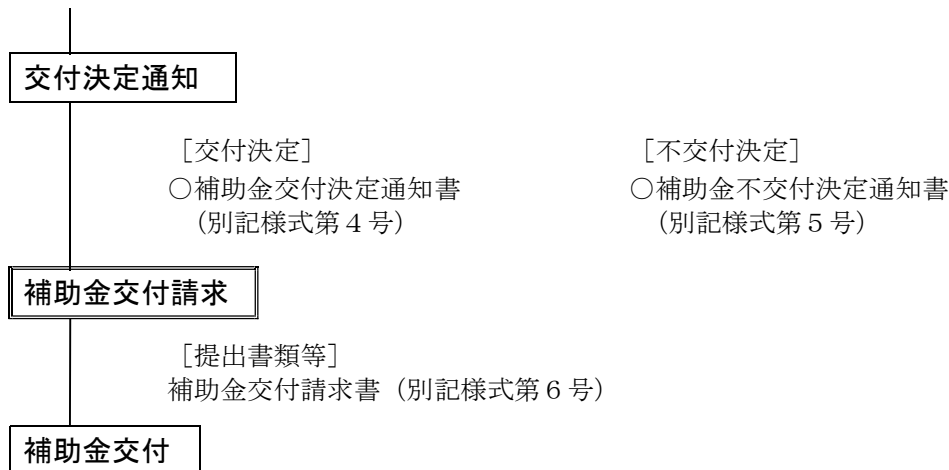 交付決定通知
［交付決定］
［不交付決定］
○補助金交付決定通知書
○補助金不交付決定通知書
（別記様式第４号）
（別記様式第５号）
補助金交付請求
［提出書類等］
補助金交付請求書（別記様式第６号）
補助金交付